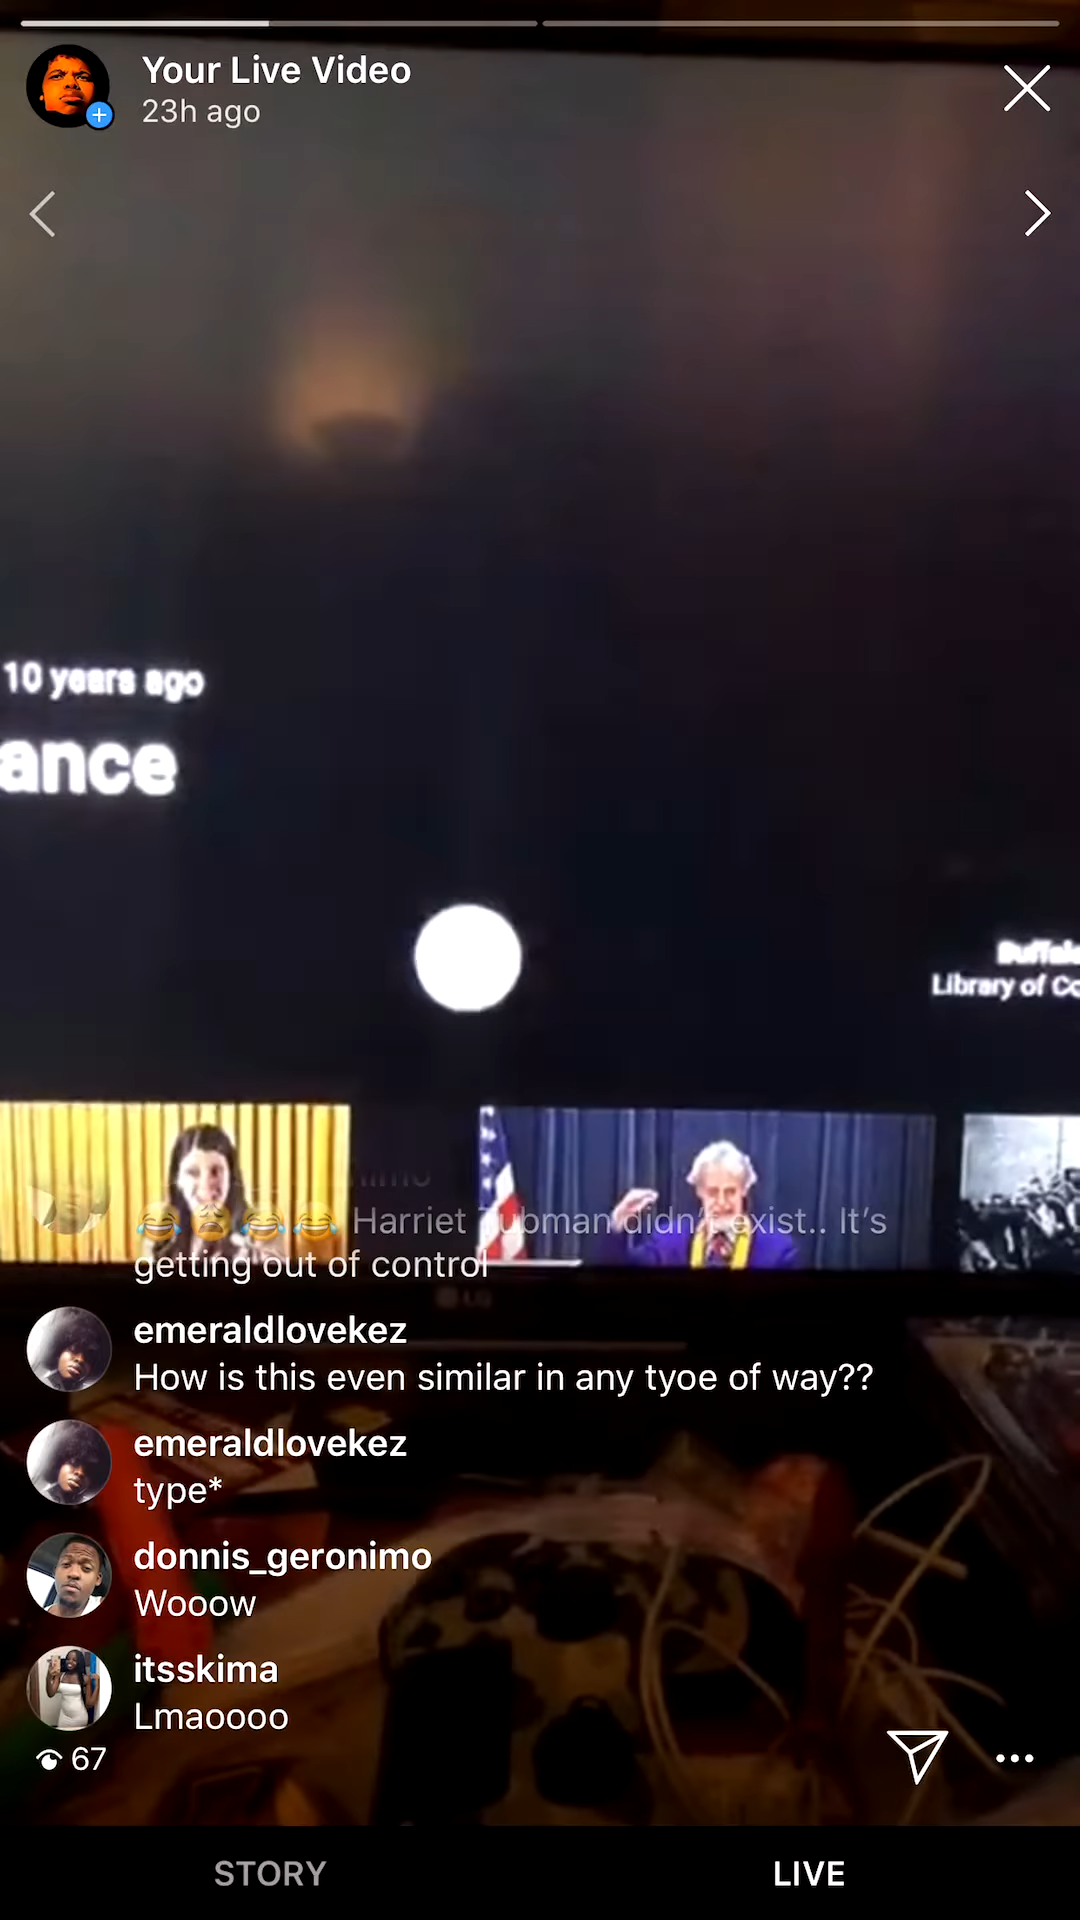 Your Live Video
23h ago
10 years ago
ance
Library of Co
😂😩😂😂 Harriet Tubman didn't exist.. It's
getting out of control
LG
emeraldlovekez
How is this even similar in any tyoe of way??
emeraldlovekez
type*
donnis_geronimo
Wooow
itsskima
Lmaoooo
67
STORY
LIVE